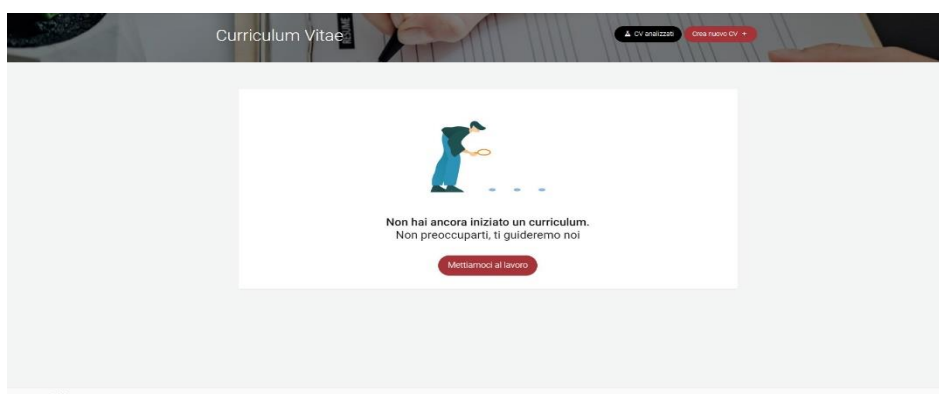 Curriculum Vitae
RESUME
CV analizzati
Crea nuovo CV +
Non hai ancora iniziato un curriculum.
Non preoccuparti, ti guideremo noi
Mettiamoci al lavoro